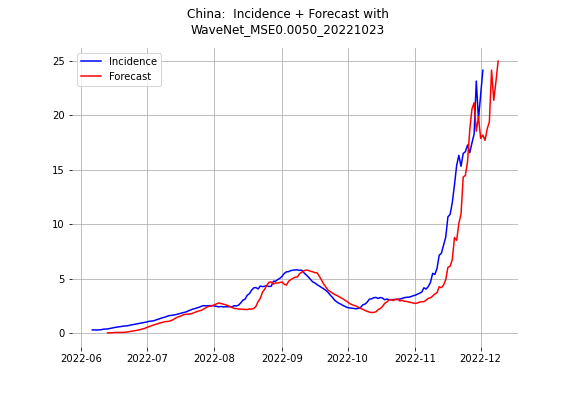 China:  Incidence + Forecast with
WaveNet_MSE0.0050_20221023
Incidence
Forecast
25
20
15
10
5
0
2022-06 2022-07 2022-08 2022-09 2022-10 2022-11 2022-12